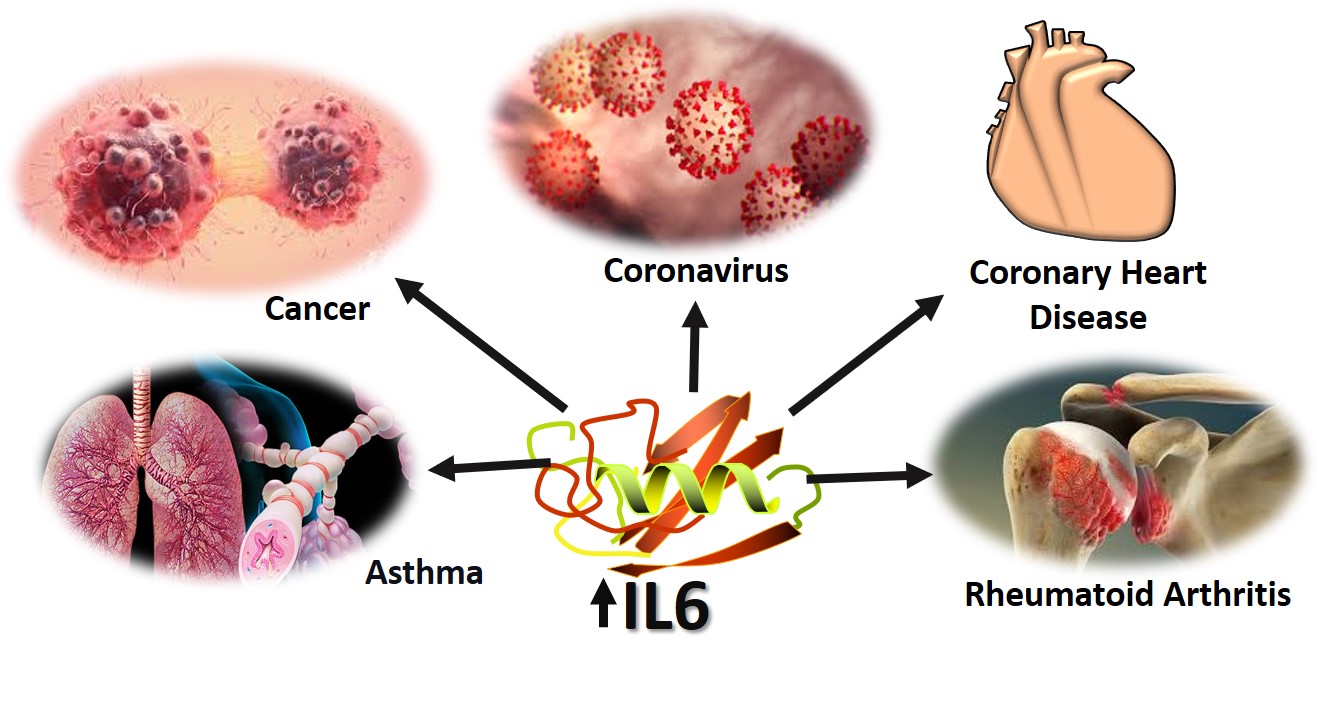 Coronavirus
Coronary Heart
Disease
Cancer
Asthma
Rheumatoid Arthritis
IL6